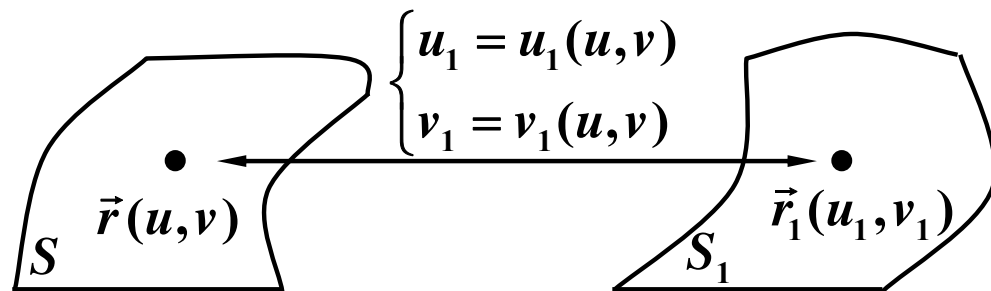 u₁ = u₁(u,v)
v₁ = v₁(u,v)
r⃗(u,v)
r⃗₁(u₁,v₁)
S
S₁